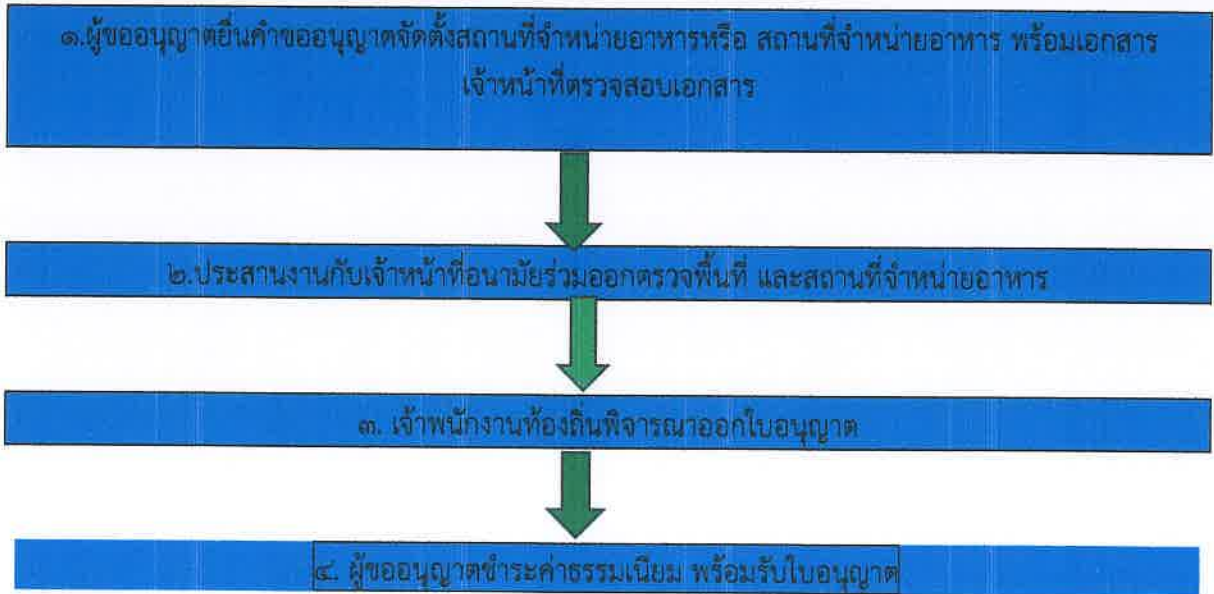 ๑.ผู้ขออนุญาตยื่นคำขออนุญาตจัดตั้งสถานที่จำหน่ายอาหารหรือ สถานที่จำหน่ายอาหาร พร้อมเอกสาร
เจ้าหน้าที่ตรวจสอบเอกสาร
๒.ประสานงานกับเจ้าหน้าที่อนามัยร่วมออกตรวจพื้นที่ และสถานที่จำหน่ายอาหาร
๓. เจ้าพนักงานท้องถิ่นพิจารณาออกใบอนุญาต
๔. ผู้ขออนุญาตชำระค่าธรรมเนียม พร้อมรับใบอนุญาต